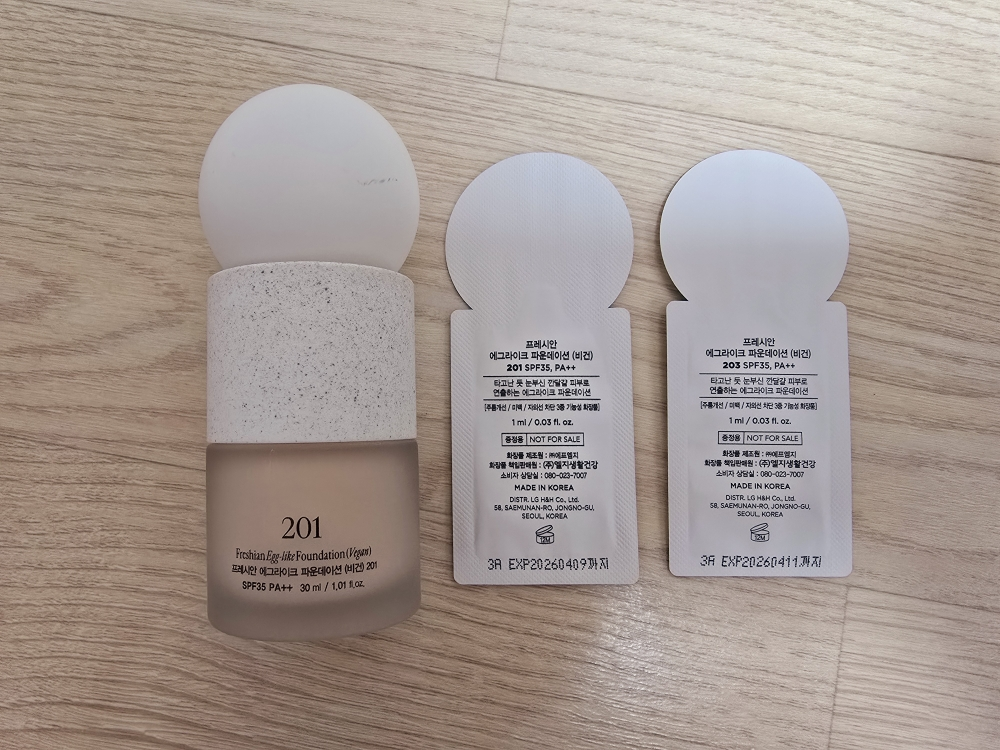 201
Freshian Egg-like Foundation (Vegan)
프레시안 에그라이크 파운데이션 (비건) 201
SPF35 PA++ 30 ml / 1.01 fl.oz.
프레시안
에그라이크 파운데이션 (비건)
201 SPF35, PA++
타고난 듯 눈부신 깐달걀 피부로
연출하는 에그라이크 파운데이션
[주름개선 / 미백 / 자외선 차단 3중 기능성 화장품]
1 ml / 0.03 fl. oz.
증정용 NOT FOR SALE
화장품 제조원 : ㈜에프엠지
화장품 책임판매원 : (주)엘지생활건강
소비자 상담실 : 080-023-7007
MADE IN KOREA
DISTR. LG H&H Co., Ltd.
58, SAEMUNAN-RO, JONGNO-GU,
SEOUL, KOREA
12M
3A EXP20260409까지
프레시안
에그라이크 파운데이션 (비건)
203 SPF35, PA++
타고난 듯 눈부신 깐달걀 피부로
연출하는 에그라이크 파운데이션
[주름개선 / 미백 / 자외선 차단 3중 기능성 화장품]
1 ml / 0.03 fl. oz.
증정용 NOT FOR SALE
화장품 제조원 : ㈜에프엠지
화장품 책임판매원 : (주)엘지생활건강
소비자 상담실 : 080-023-7007
MADE IN KOREA
DISTR. LG H&H Co., Ltd.
58, SAEMUNAN-RO, JONGNO-GU,
SEOUL, KOREA
12M
3A EXP20260411까지